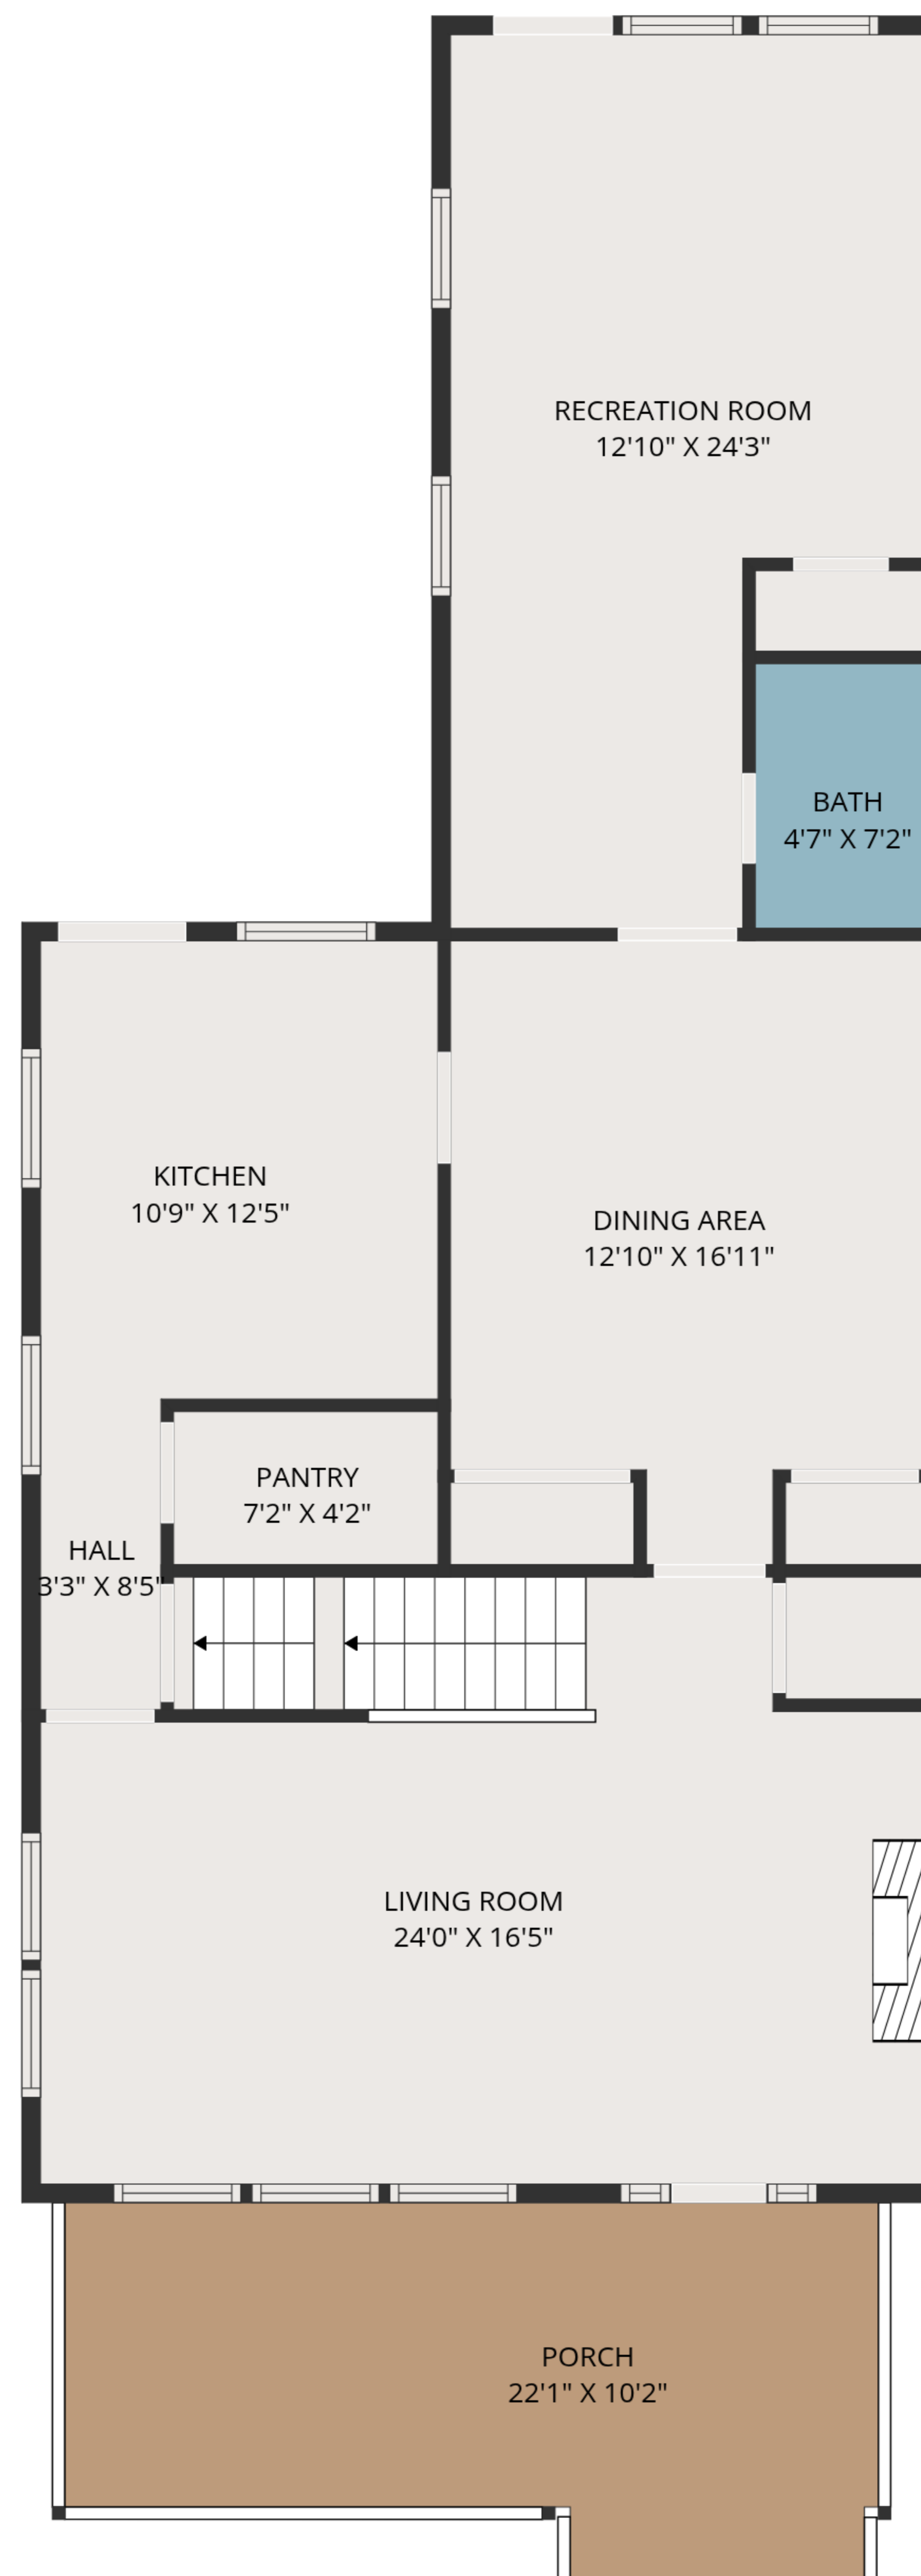 RECREATION ROOM
12'10" X 24'3"
BATH
4'7" X 7'2"
KITCHEN
10'9" X 12'5"
DINING AREA
12'10" X 16'11"
PANTRY
7'2" X 4'2"
HALL
3'3" X 8'5"
LIVING ROOM
24'0" X 16'5"
PORCH
22'1" X 10'2"